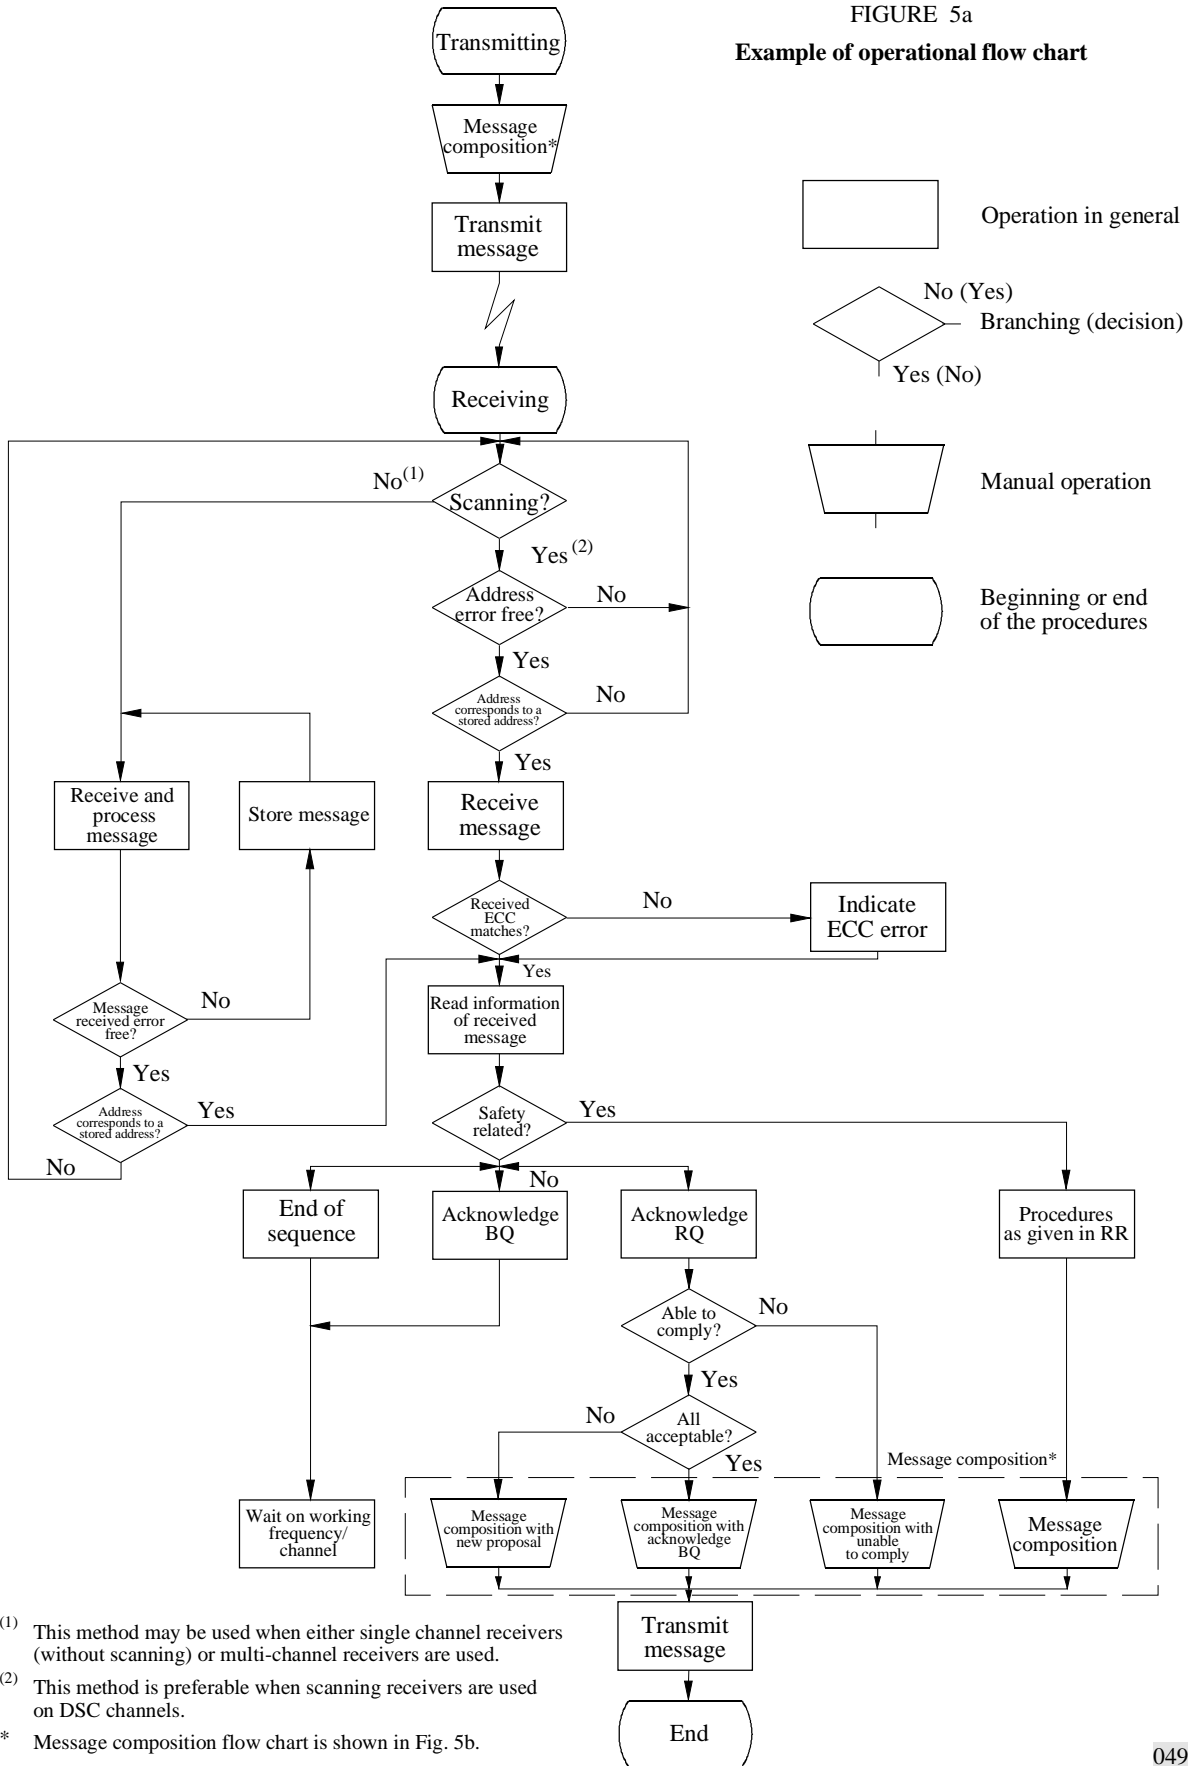 FIGURE 5a
Example of operational flow chart
Transmitting
Message
composition*
Transmit
message
Operation in general
No (Yes)
Branching (decision)
Yes (No)
Manual operation
Beginning or end
of the procedures
Receiving
No(1)
Scanning?
Yes (2)
Address
error free?
No
Yes
Address
corresponds to a
stored address?
No
Yes
Receive and
process
message
Store message
Receive
message
Received
ECC
matches?
No
Indicate
ECC error
Yes
Message
received error
free?
No
Read information
of received
message
Yes
Address
corresponds to a
stored address?
Yes
No
Safety
related?
Yes
No
End of
sequence
Acknowledge
BQ
Acknowledge
RQ
Procedures
as given in RR
Able to
comply?
No
Yes
No
All
acceptable?
Yes
Message composition*
Wait on working
frequency/
channel
Message
composition with
new proposal
Message
composition with
acknowledge
BQ
Message
composition with
unable
to comply
Message
composition
Transmit
message
End
(1) This method may be used when either single channel receivers
(without scanning) or multi-channel receivers are used.
(2) This method is preferable when scanning receivers are used
on DSC channels.
* Message composition flow chart is shown in Fig. 5b.
049